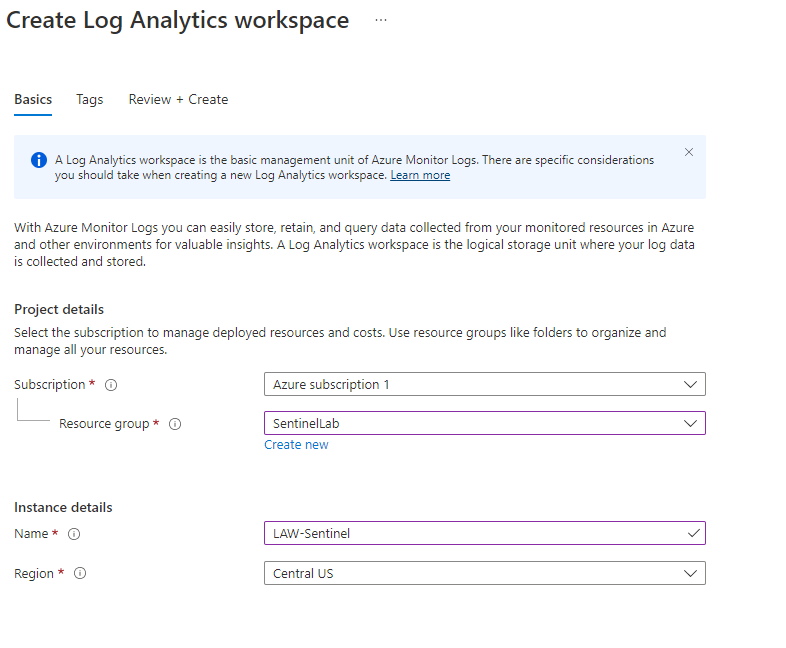 Create Log Analytics workspace ...
Basics Tags Review + Create
A Log Analytics workspace is the basic management unit of Azure Monitor Logs. There are specific considerations
you should take when creating a new Log Analytics workspace. Learn more
With Azure Monitor Logs you can easily store, retain, and query data collected from your monitored resources in Azure
and other environments for valuable insights. A Log Analytics workspace is the logical storage unit where your log data
is collected and stored.
Project details
Select the subscription to manage deployed resources and costs. Use resource groups like folders to organize and
manage all your resources.
Subscription * Azure subscription 1
Resource group * SentinelLab
Create new
Instance details
Name * LAW-Sentinel
Region * Central US